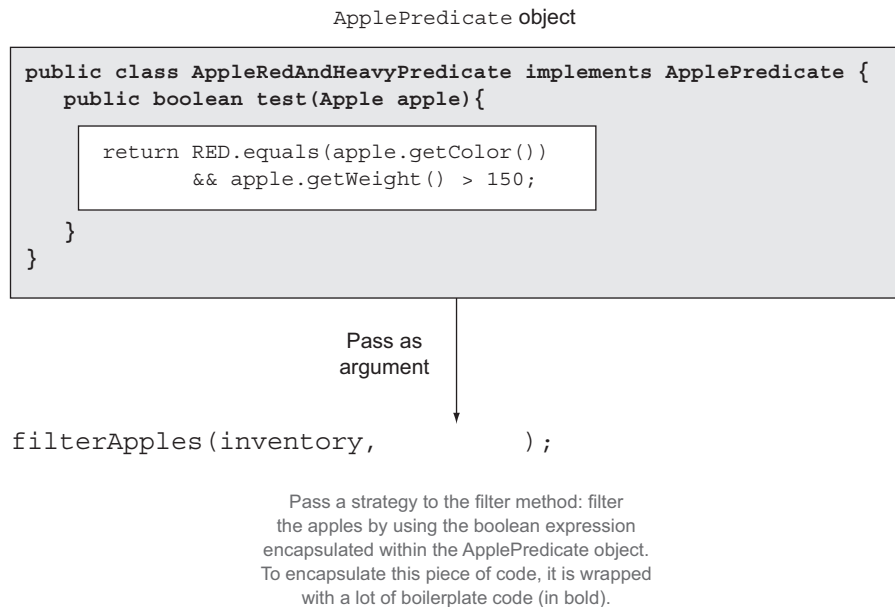 ApplePredicate object
public class AppleRedAndHeavyPredicate implements ApplePredicate {
public boolean test(Apple apple){
return RED.equals(apple.getColor())
&& apple.getWeight() > 150;
}
}
Pass as
argument
filterApples(inventory,          );
Pass a strategy to the filter method: filter
the apples by using the boolean expression
encapsulated within the ApplePredicate object.
To encapsulate this piece of code, it is wrapped
with a lot of boilerplate code (in bold).